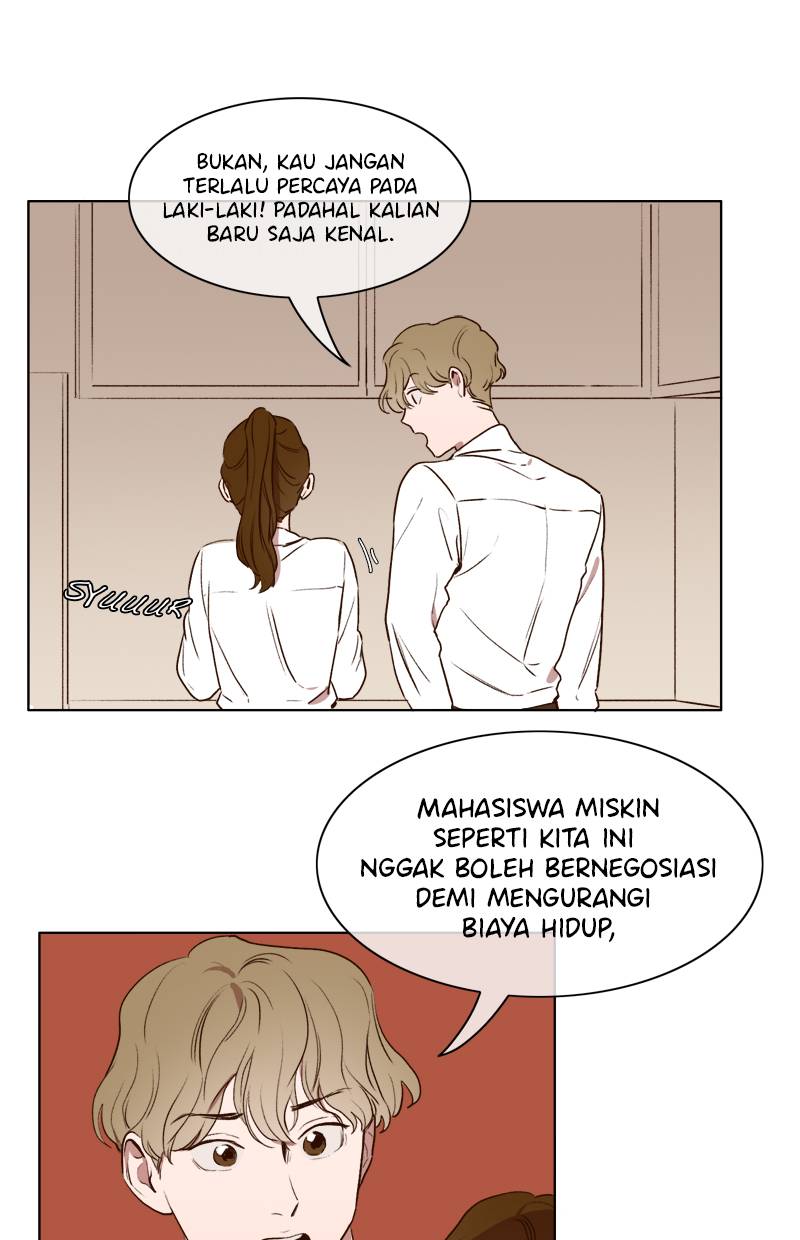 BUKAN, KAU JANGAN
TERLALU PERCAYA PADA
LAKI-LAKI! PADAHAL KALIAN
BARU SAJA KENAL.
SYUUUR
MAHASISWA MISKIN
SEPERTI KITA INI
NGGAK BOLEH BERNEGOSIASI
DEMI MENGURANGI
BIAYA HIDUP,